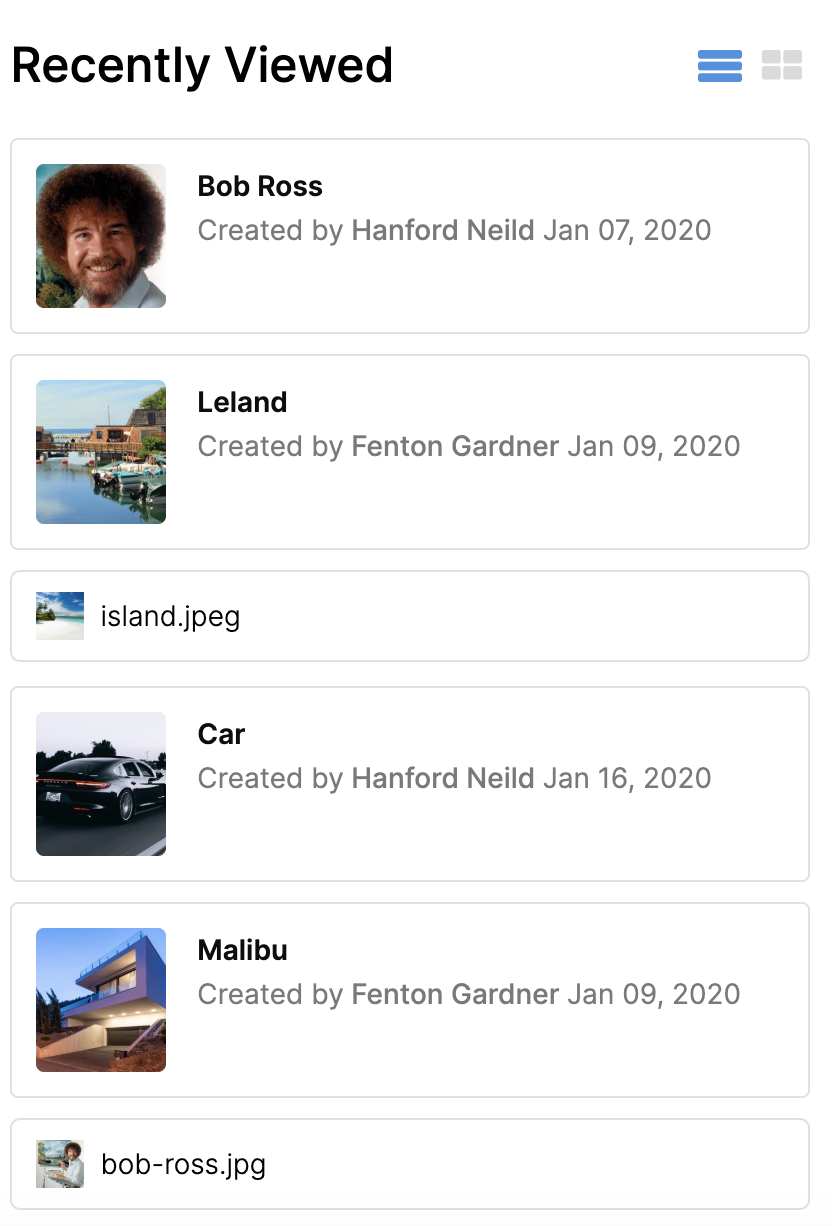 Recently Viewed
Bob Ross
Created by Hanford Neild Jan 07, 2020
Leland
Created by Fenton Gardner Jan 09, 2020
island.jpeg
Car
Created by Hanford Neild Jan 16, 2020
Malibu
Created by Fenton Gardner Jan 09, 2020
bob-ross.jpg